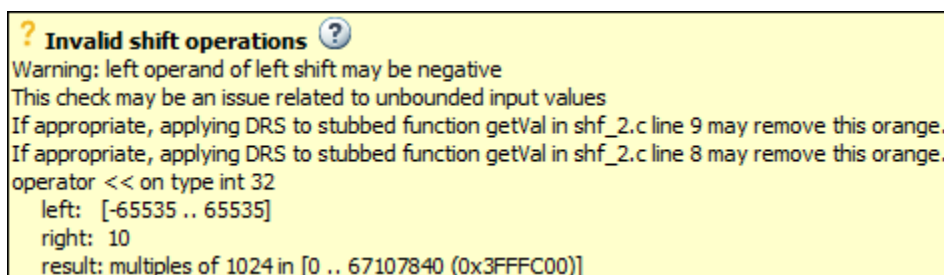 ? Invalid shift operations ?
Warning: left operand of left shift may be negative
This check may be an issue related to unbounded input values
If appropriate, applying DRS to stubbed function getVal in shf_2.c line 9 may remove this orange.
If appropriate, applying DRS to stubbed function getVal in shf_2.c line 8 may remove this orange.
operator << on type int 32
left: [-65535 .. 65535]
right: 10
result: multiples of 1024 in [0 .. 67107840 (0x3FFFC00)]